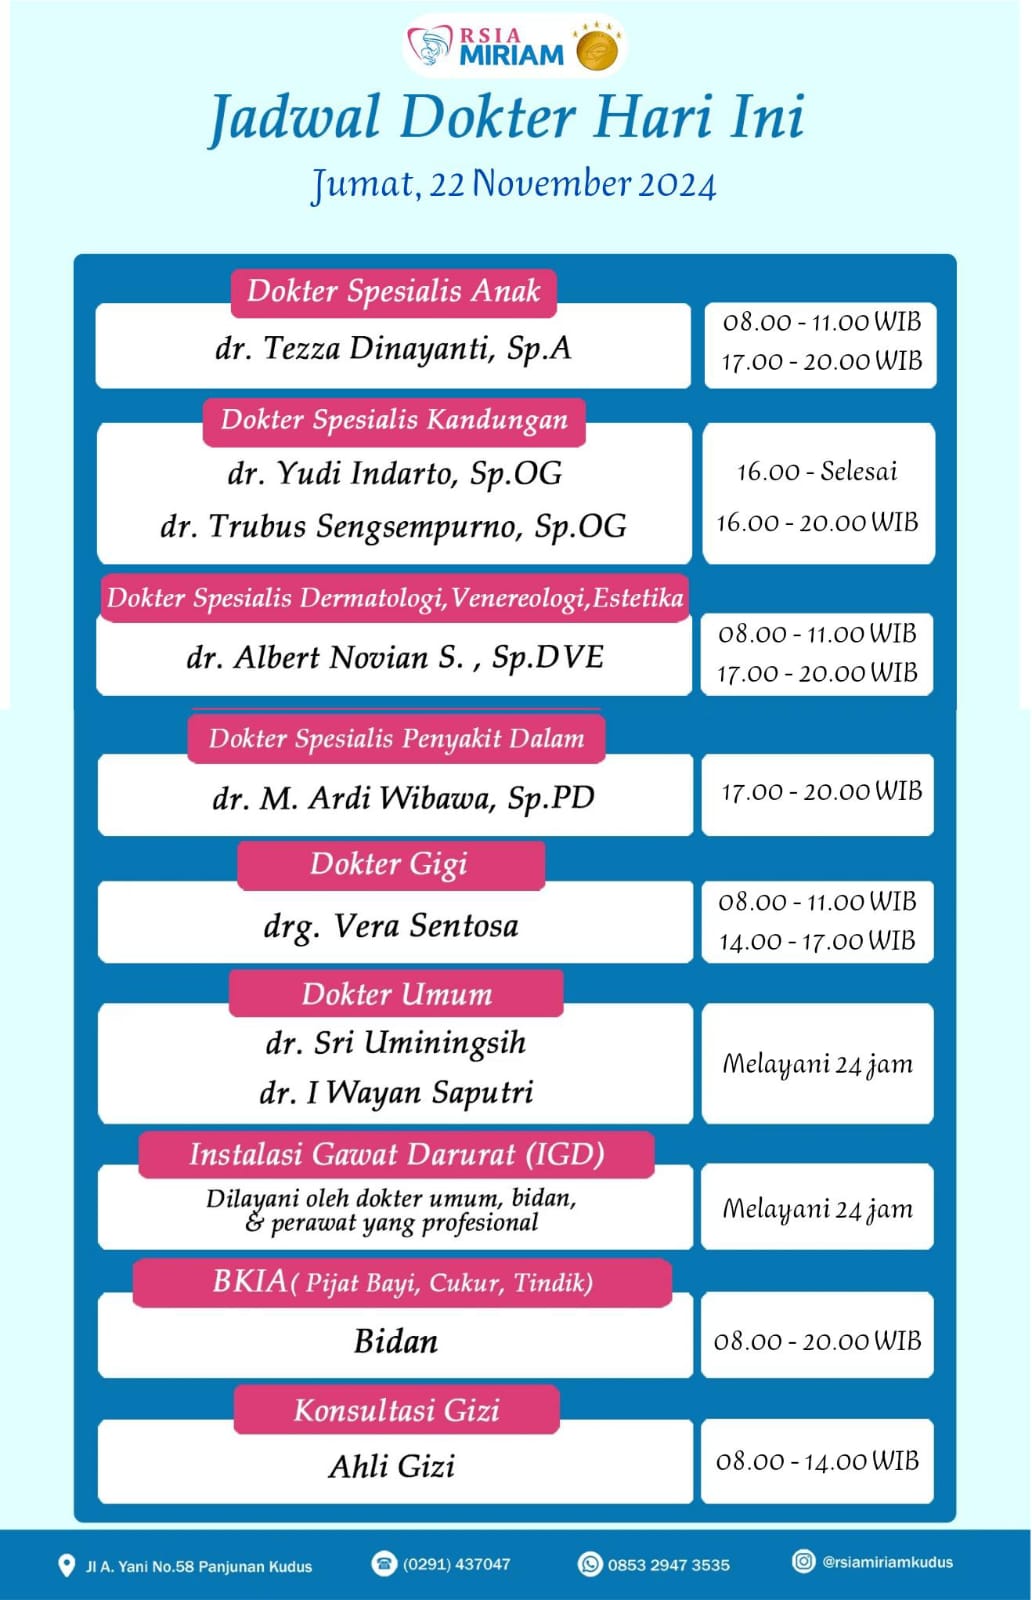 RSIA
MIRIAM
Jadwal Dokter Hari Ini
Jumat, 22 November 2024
Dokter Spesialis Anak
dr. Tezza Dinayanti, Sp.A
08.00 - 11.00 WIB
17.00 - 20.00 WIB
Dokter Spesialis Kandungan
dr. Yudi Indarto, Sp.OG
16.00 - Selesai
dr. Trubus Sengsempurno, Sp.OG
16.00 - 20.00 WIB
Dokter Spesialis Dermatologi,Venereologi,Estetika
dr. Albert Novian S. , Sp.DVE
08.00 - 11.00 WIB
17.00 - 20.00 WIB
Dokter Spesialis Penyakit Dalam
dr. M. Ardi Wibawa, Sp.PD
17.00 - 20.00 WIB
Dokter Gigi
drg. Vera Sentosa
08.00 - 11.00 WIB
14.00 - 17.00 WIB
Dokter Umum
dr. Sri Uminingsih
dr. I Wayan Saputri
Melayani 24 jam
Instalasi Gawat Darurat (IGD)
Dilayani oleh dokter umum, bidan,
& perawat yang profesional
Melayani 24 jam
BKIA( Pijat Bayi, Cukur, Tindik)
Bidan
08.00 - 20.00 WIB
Konsultasi Gizi
Ahli Gizi
08.00 - 14.00 WIB
Jl A. Yani No.58 Panjunan Kudus
(0291) 437047
0853 2947 3535
@rsiamiriamkudus